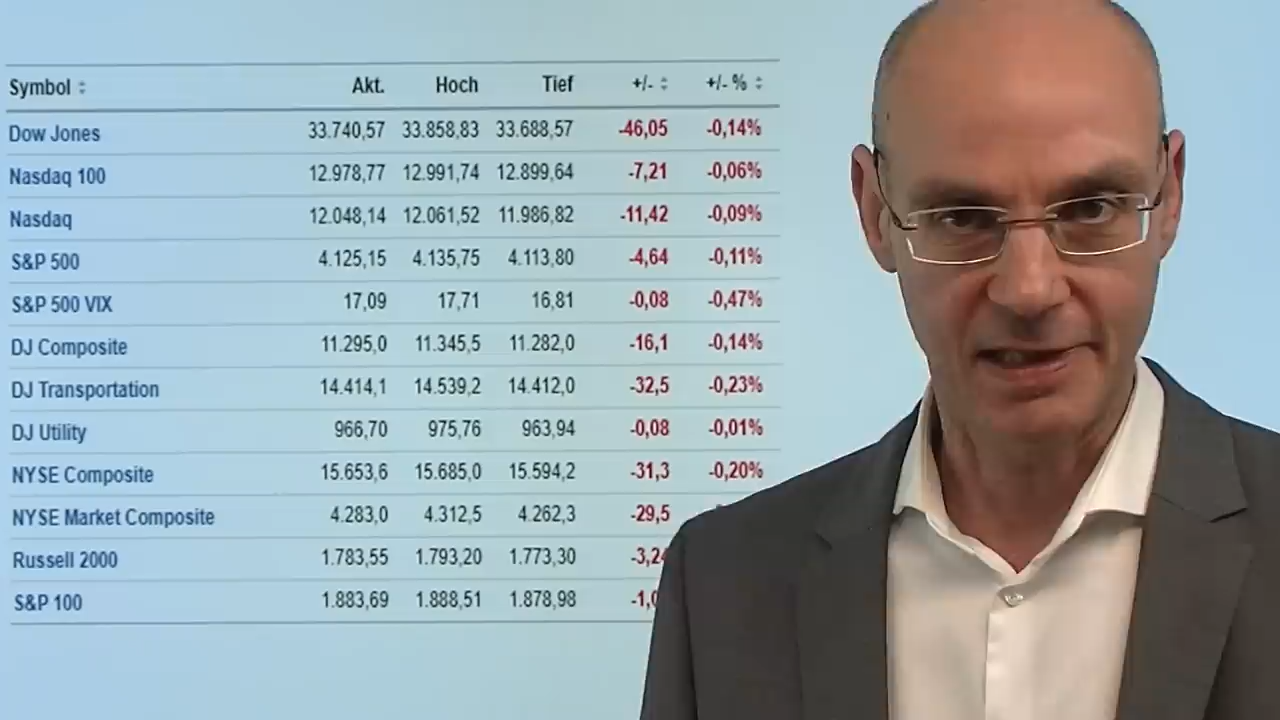 Symbol Akt. Hoch Tief +/- +/- %
Dow Jones 33.740,57 33.858,83 33.688,57 -46,05 -0,14%
Nasdaq 100 12.978,77 12.991,74 12.899,64 -7,21 -0,06%
Nasdaq 12.048,14 12.061,52 11.986,82 -11,42 -0,09%
S&P 500 4.125,15 4.135,75 4.113,80 -4,64 -0,11%
S&P 500 VIX 17,09 17,71 16,81 -0,08 -0,47%
DJ Composite 11.295,0 11.345,5 11.282,0 -16,1 -0,14%
DJ Transportation 14.414,1 14.539,2 14.412,0 -32,5 -0,23%
DJ Utility 966,70 975,76 963,94 -0,08 -0,01%
NYSE Composite 15.653,6 15.685,0 15.594,2 -31,3 -0,20%
NYSE Market Composite 4.283,0 4.312,5 4.262,3 -29,5
Russell 2000 1.783,55 1.793,20 1.773,30 -3,24
S&P 100 1.883,69 1.888,51 1.878,98